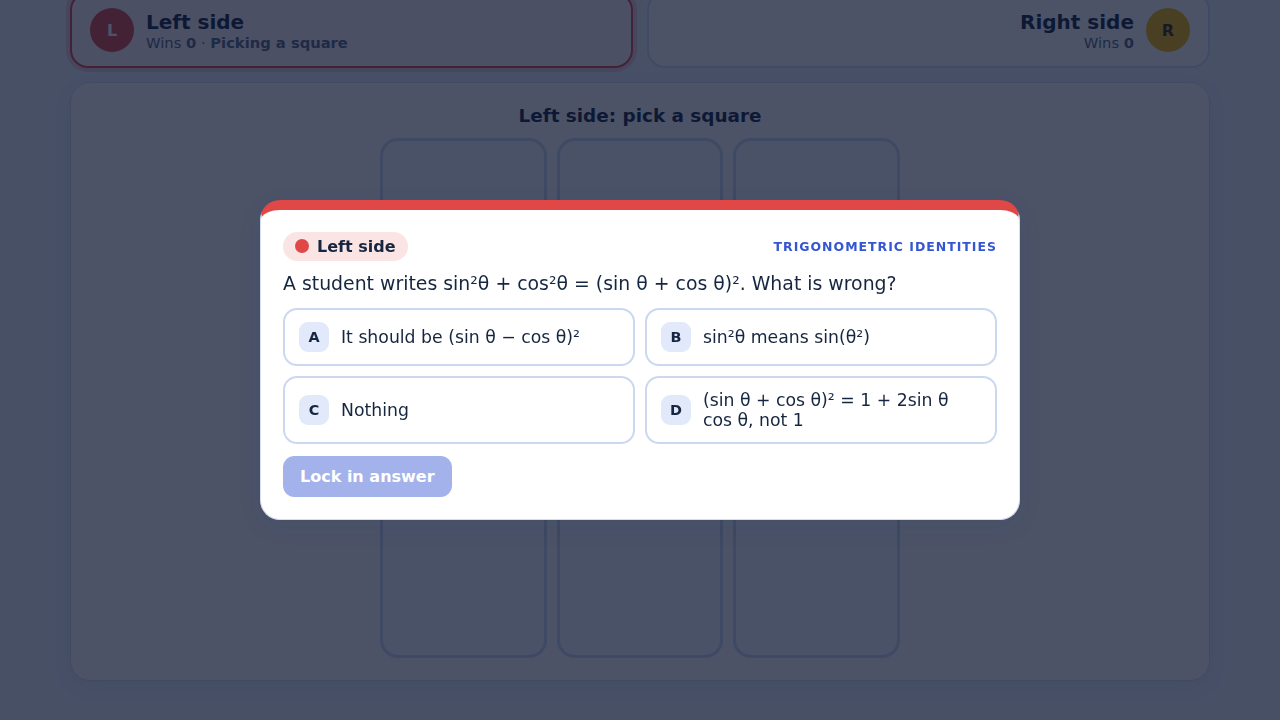 L
Left side
Wins 0 · Picking a square
Right side
Wins 0
R
Left side: pick a square
Left side
TRIGONOMETRIC IDENTITIES
A student writes sin²θ + cos²θ = (sin θ + cos θ)². What is wrong?
A
It should be (sin θ − cos θ)²
B
sin²θ means sin(θ²)
C
Nothing
D
(sin θ + cos θ)² = 1 + 2sin θ
cos θ, not 1
Lock in answer